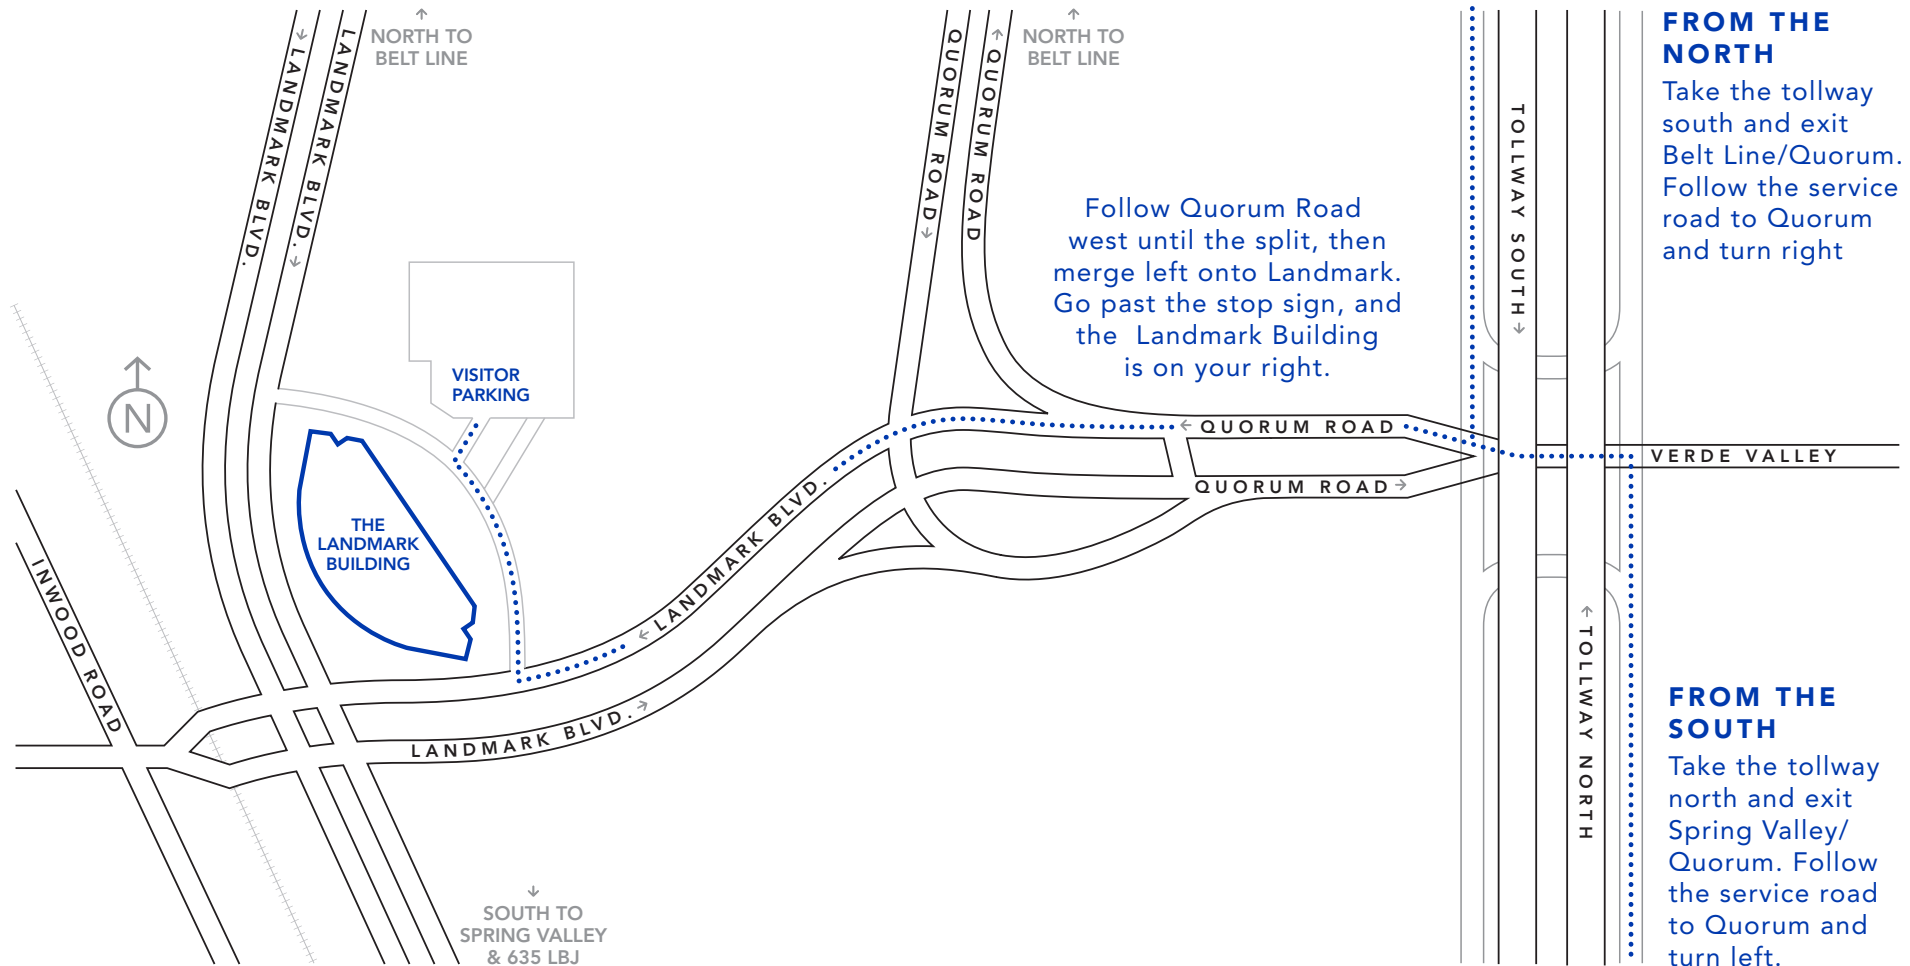 NORTH TO
BELT LINE
LANDMARK BLVD.
LANDMARK BLVD.
QUORUM ROAD
QUORUM ROAD
NORTH TO
BELT LINE
TOLLWAY SOUTH
FROM THE
NORTH
Take the tollway
south and exit
Belt Line/Quorum.
Follow the service
road to Quorum
and turn right
Follow Quorum Road
west until the split, then
merge left onto Landmark.
Go past the stop sign, and
the Landmark Building
is on your right.
VISITOR
PARKING
N
QUORUM ROAD
VERDE VALLEY
QUORUM ROAD
THE
LANDMARK
BUILDING
LANDMARK BLVD.
INWOOD ROAD
LANDMARK BLVD.
TOLLWAY NORTH
FROM THE
SOUTH
Take the tollway
north and exit
Spring Valley/
Quorum. Follow
the service road
to Quorum and
turn left.
SOUTH TO
SPRING VALLEY
& 635 LBJ